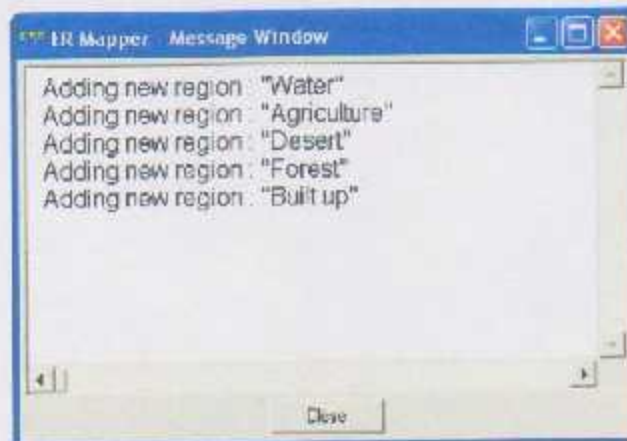 ER Mapper Message Window
Adding new region : "Water"
Adding new region : "Agriculture"
Adding new region : "Desert"
Adding new region : "Forest"
Adding new region : "Built up"
Close